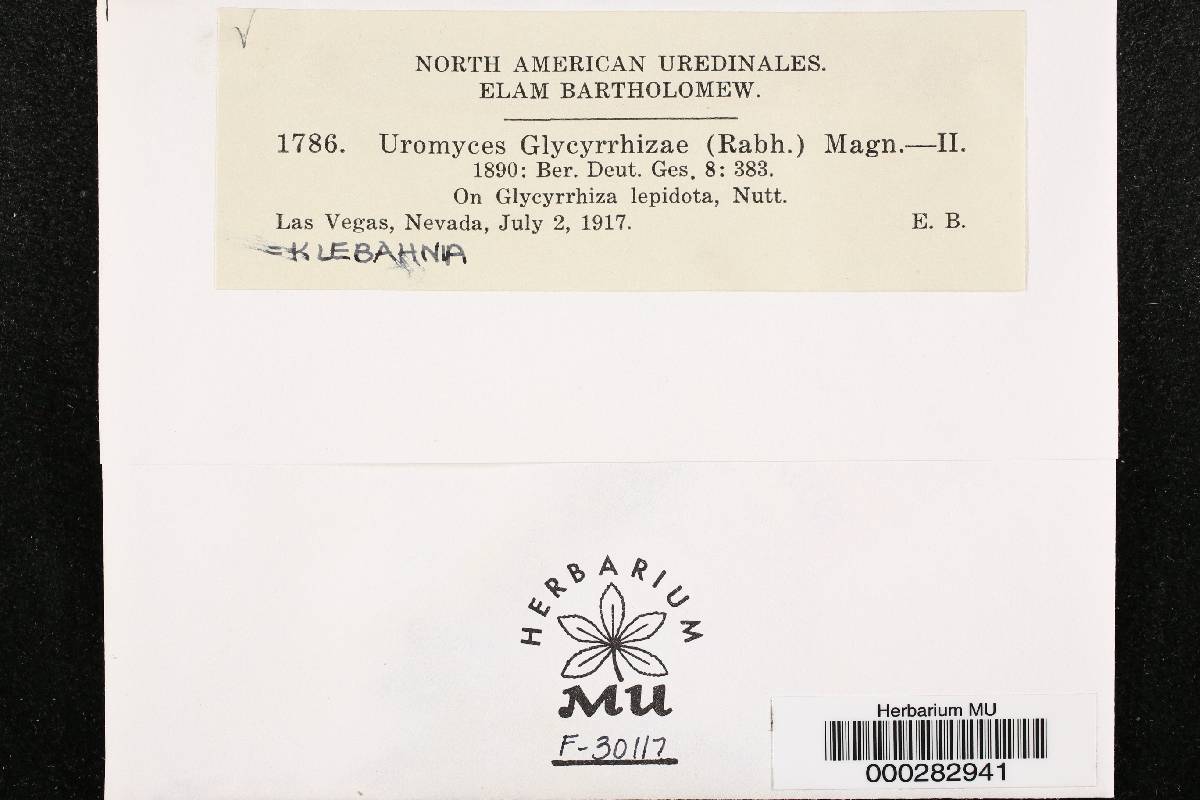 NORTH AMERICAN UREDINALES.
ELAM BARTHOLOMEW.
1786. Uromyces Glycyrrhizae (Rabh.) Magn.—II.
1890: Ber. Deut. Ges. 8: 383.
On Glycyrrhiza lepidota, Nutt.
Las Vegas, Nevada, July 2, 1917. E. B.
=KLEBAHNIA
HERBARIUM
MU
F-30117
Herbarium MU
000282941